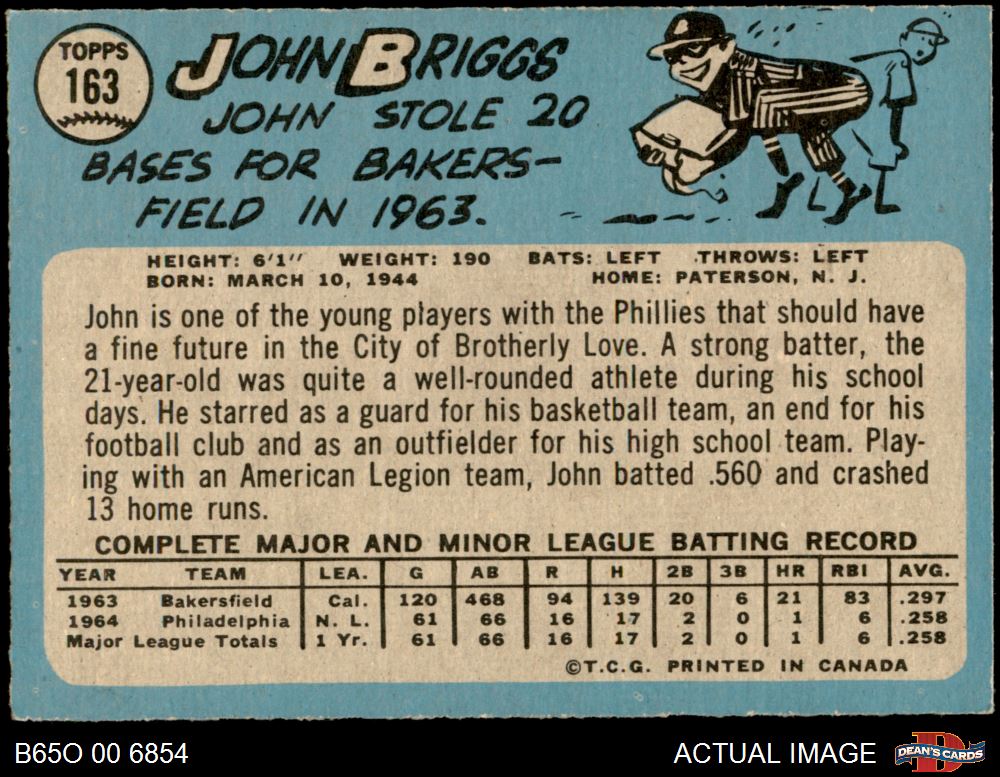 TOPPS
163
JOHN BRIGGS
JOHN STOLE 20
BASES FOR BAKERS-
FIELD IN 1963.
HEIGHT: 6'1" WEIGHT: 190 BATS: LEFT THROWS: LEFT
BORN: MARCH 10, 1944 HOME: PATERSON, N. J.
John is one of the young players with the Phillies that should have
a fine future in the City of Brotherly Love. A strong batter, the
21-year-old was quite a well-rounded athlete during his school
days. He starred as a guard for his basketball team, an end for his
football club and as an outfielder for his high school team. Play-
ing with an American Legion team, John batted .560 and crashed
13 home runs.
COMPLETE MAJOR AND MINOR LEAGUE BATTING RECORD
YEAR TEAM LEA. G AB R H 2B 3B HR RBI AVG.
1963 Bakersfield Cal. 120 468 94 139 20 6 21 83 .297
1964 Philadelphia N. L. 61 66 16 17 2 0 1 6 .258
Major League Totals 1 Yr. 61 66 16 17 2 0 1 6 .258
©T.C.G. PRINTED IN CANADA
B65O 00 6854 ACTUAL IMAGE D DEAN'S CARDS